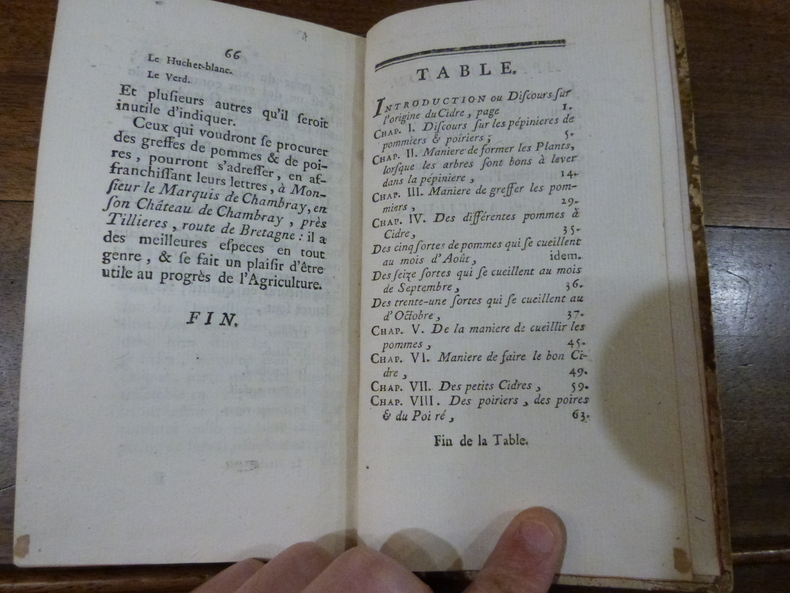 66
Le Huchet-blanc.
Le Verd.
Et plusieurs autres qu'il seroit
inutile d'indiquer.
Ceux qui voudront se procurer
des greffes de pommes & de poi-
res, pourront s'adresser, en af-
franchissant leurs lettres, à Mon-
sieur le Marquis de Chambray, en
son Château de Chambray, près
Tillieres, route de Bretagne : il a
des meilleures especes en tout
genre, & se fait un plaisir d'être
utile au progrès de l'Agriculture.
FIN.
TABLE.
INTRODUCTION ou Discours sur
l'origine du Cidre, page 1.
CHAP. I. Discours sur les pépinieres de
pommiers & poiriers ; 5.
CHAP. II. Maniere de former les Plants,
lorsque les arbres sont bons à lever
dans la pépiniere, 14.
CHAP. III. Maniere de greffer les pom-
miers, 29.
CHAP. IV. Des différentes pommes à
Cidre, 35.
Des cinq sortes de pommes qui se cueillent
au mois d'Août, idem.
Des seize sortes qui se cueillent au mois
de Septembre, 36.
Des trente-une sortes qui se cueillent au
d'Octobre, 37.
CHAP. V. De la maniere de cueillir les
pommes, 45.
CHAP. VI. Maniere de faire le bon Ci-
dre, 49.
CHAP. VII. Des petits Cidres, 59.
CHAP. VIII. Des poiriers, des poires
& du Poiré, 63.
Fin de la Table.